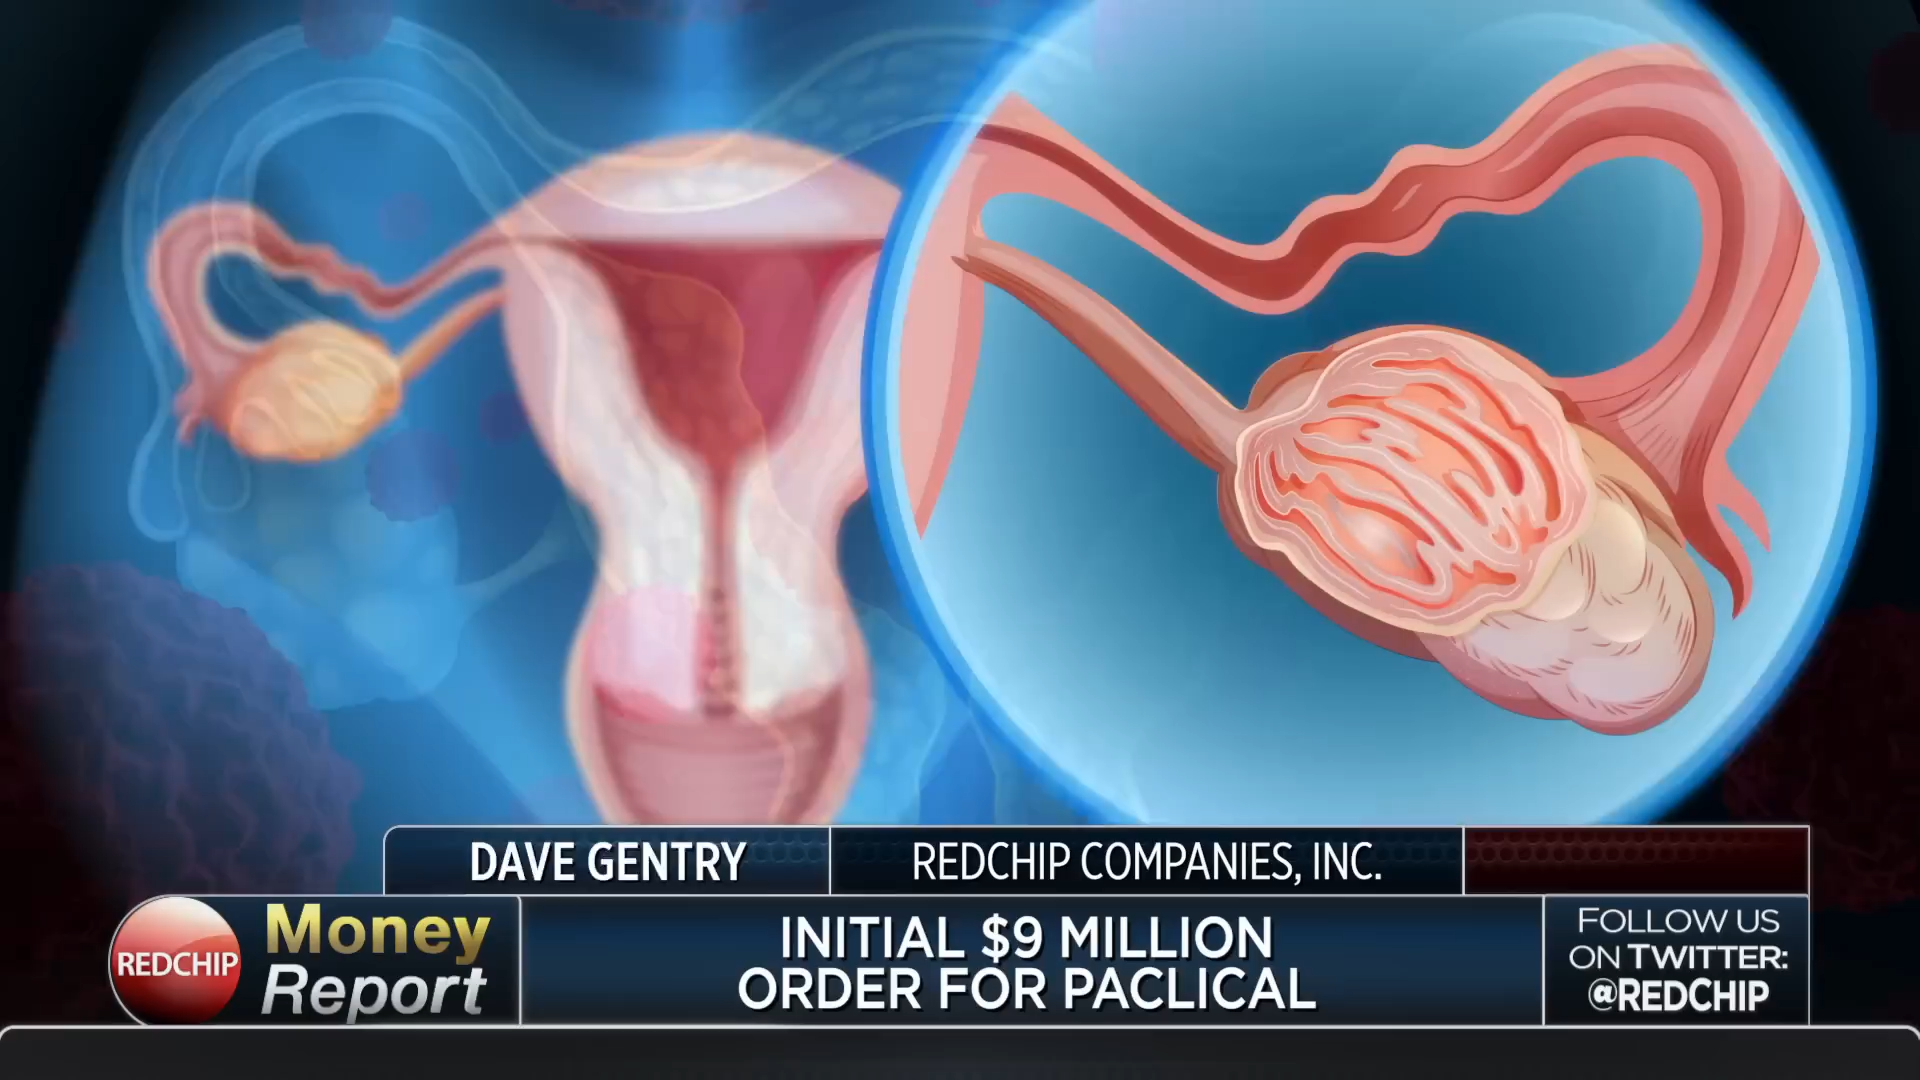 DAVE GENTRY
REDCHIP COMPANIES, INC.
REDCHIP
Money
Report
INITIAL $9 MILLION
ORDER FOR PACLICAL
FOLLOW US
ON TWITTER:
@REDCHIP